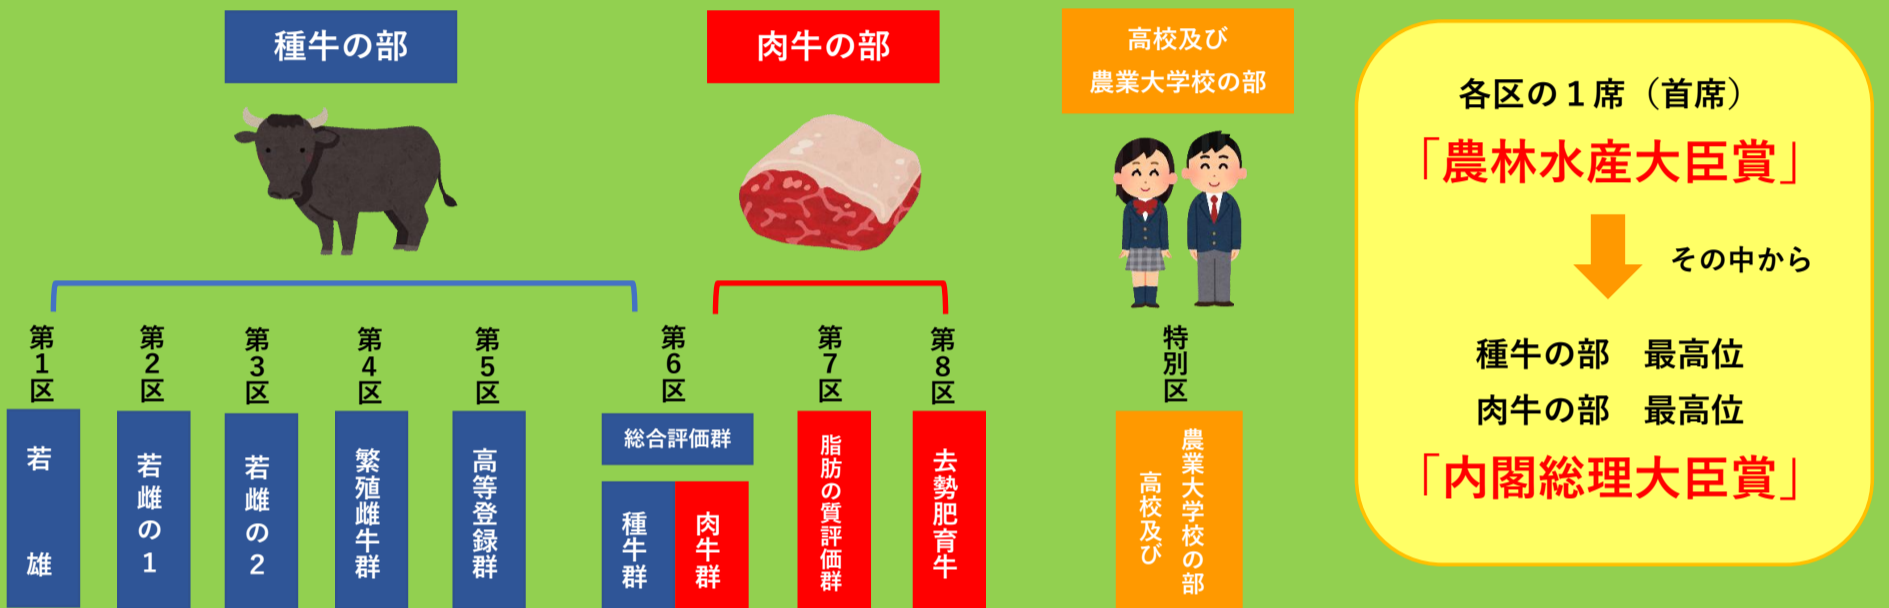 種牛の部
肉牛の部
高校及び
農業大学校の部
第1区
若雄
第2区
若雌の1
第3区
若雌の2
第4区
繁殖雌牛群
第5区
高等登録群
第6区
総合評価群
種牛群
肉牛群
第7区
脂肪の質評価群
第8区
去勢肥育牛
特別区
高校及び
農業大学校の部
各区の1席（首席）
「農林水産大臣賞」
その中から
種牛の部　最高位
肉牛の部　最高位
「内閣総理大臣賞」